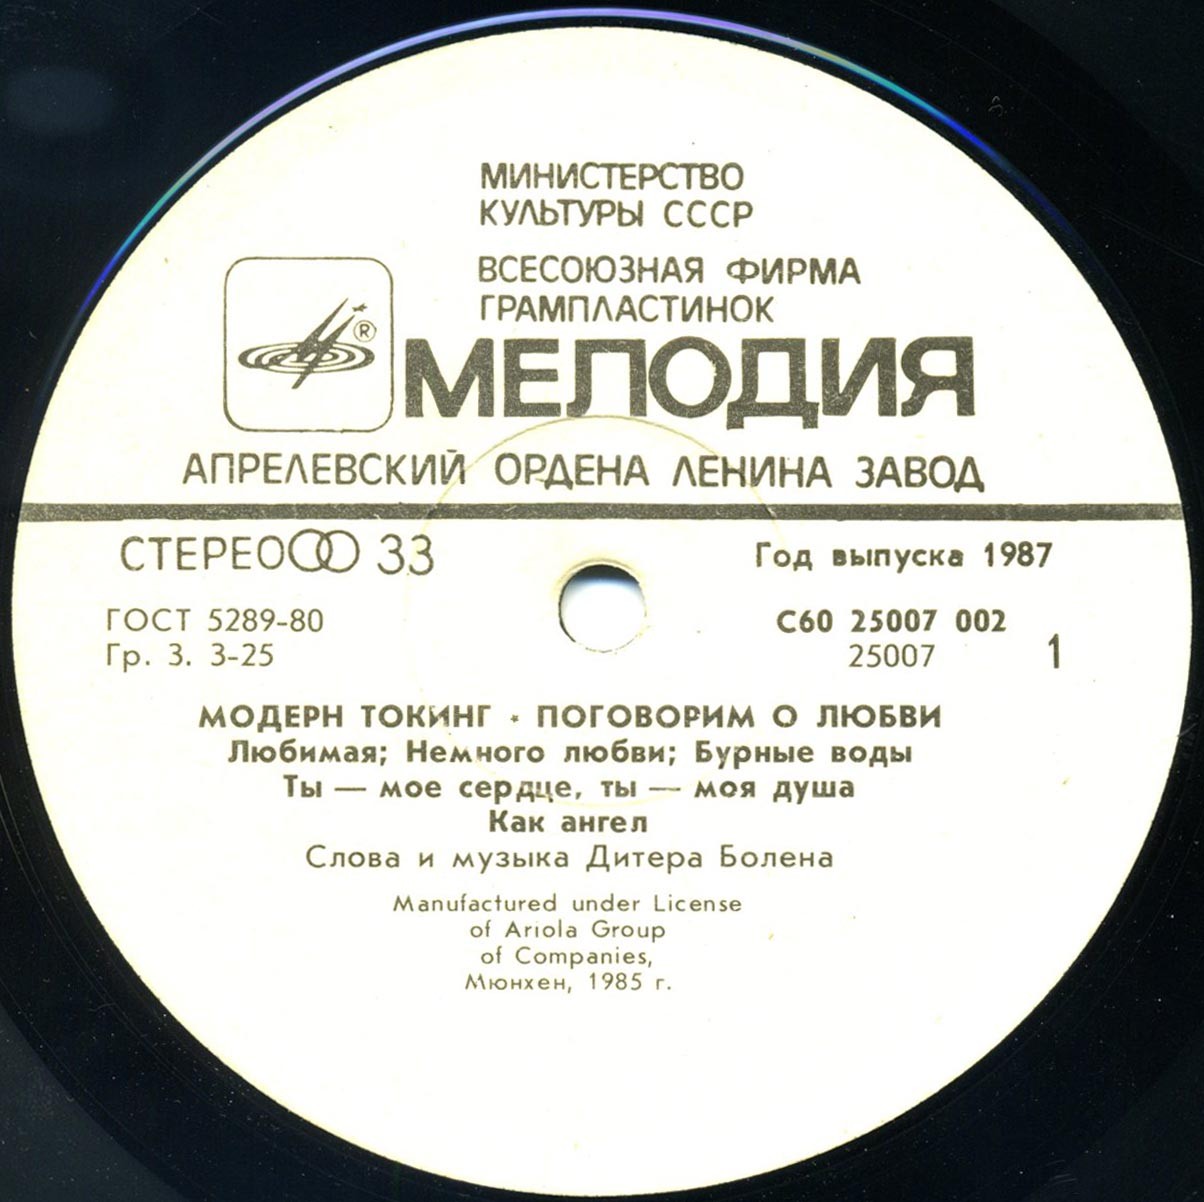 МИНИСТЕРСТВО
КУЛЬТУРЫ СССР
ВСЕСОЮЗНАЯ ФИРМА
ГРАМПЛАСТИНОК
®
МЕЛОДИЯ
АПРЕЛЕВСКИЙ ОРДЕНА ЛЕНИНА ЗАВОД
СТЕРЕО 33
Год выпуска 1987
ГОСТ 5289-80
С60 25007 002
Гр. 3. 3-25
25007 1
МОДЕРН ТОКИНГ · ПОГОВОРИМ О ЛЮБВИ
Любимая; Немного любви; Бурные воды
Ты — мое сердце, ты — моя душа
Как ангел
Слова и музыка Дитера Болена
Manufactured under License
of Ariola Group
of Companies,
Мюнхен, 1985 г.